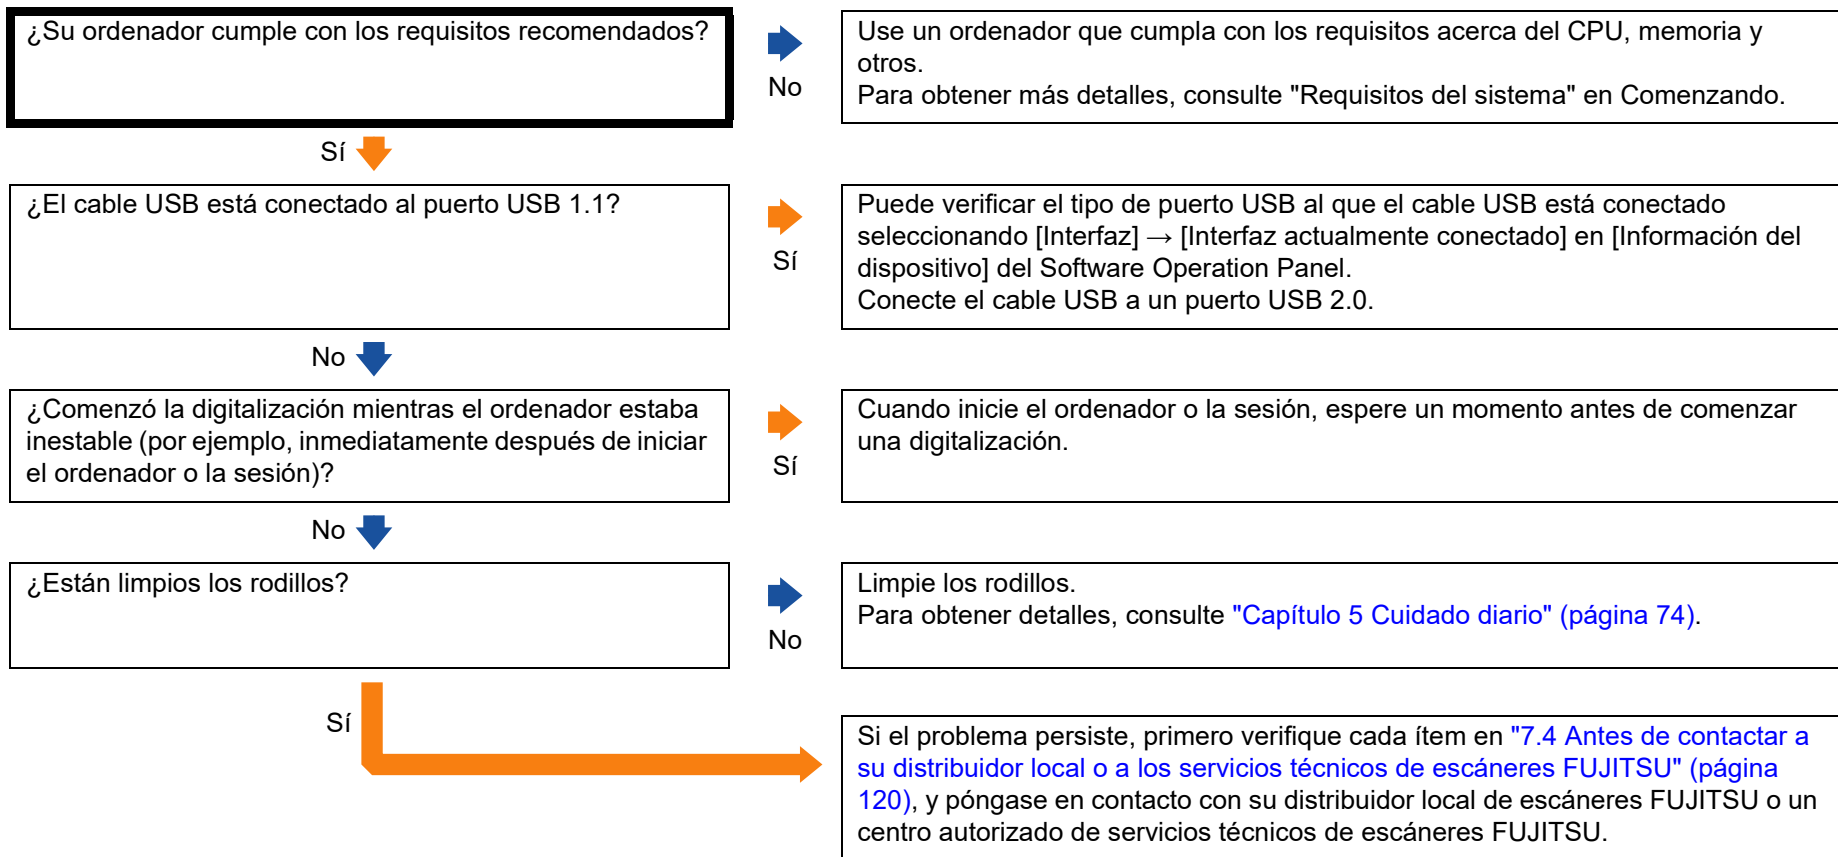 ¿Su ordenador cumple con los requisitos recomendados?
No
Use un ordenador que cumpla con los requisitos acerca del CPU, memoria y
otros.
Para obtener más detalles, consulte "Requisitos del sistema" en Comenzando.
Sí
¿El cable USB está conectado al puerto USB 1.1?
Sí
Puede verificar el tipo de puerto USB al que el cable USB está conectado
seleccionando [Interfaz] → [Interfaz actualmente conectado] en [Información del
dispositivo] del Software Operation Panel.
Conecte el cable USB a un puerto USB 2.0.
No
¿Comenzó la digitalización mientras el ordenador estaba
inestable (por ejemplo, inmediatamente después de iniciar
el ordenador o la sesión)?
Sí
Cuando inicie el ordenador o la sesión, espere un momento antes de comenzar
una digitalización.
No
¿Están limpios los rodillos?
No
Limpie los rodillos.
Para obtener detalles, consulte "Capítulo 5 Cuidado diario" (página 74).
Sí
Si el problema persiste, primero verifique cada ítem en "7.4 Antes de contactar a
su distribuidor local o a los servicios técnicos de escáneres FUJITSU" (página
120), y póngase en contacto con su distribuidor local de escáneres FUJITSU o un
centro autorizado de servicios técnicos de escáneres FUJITSU.